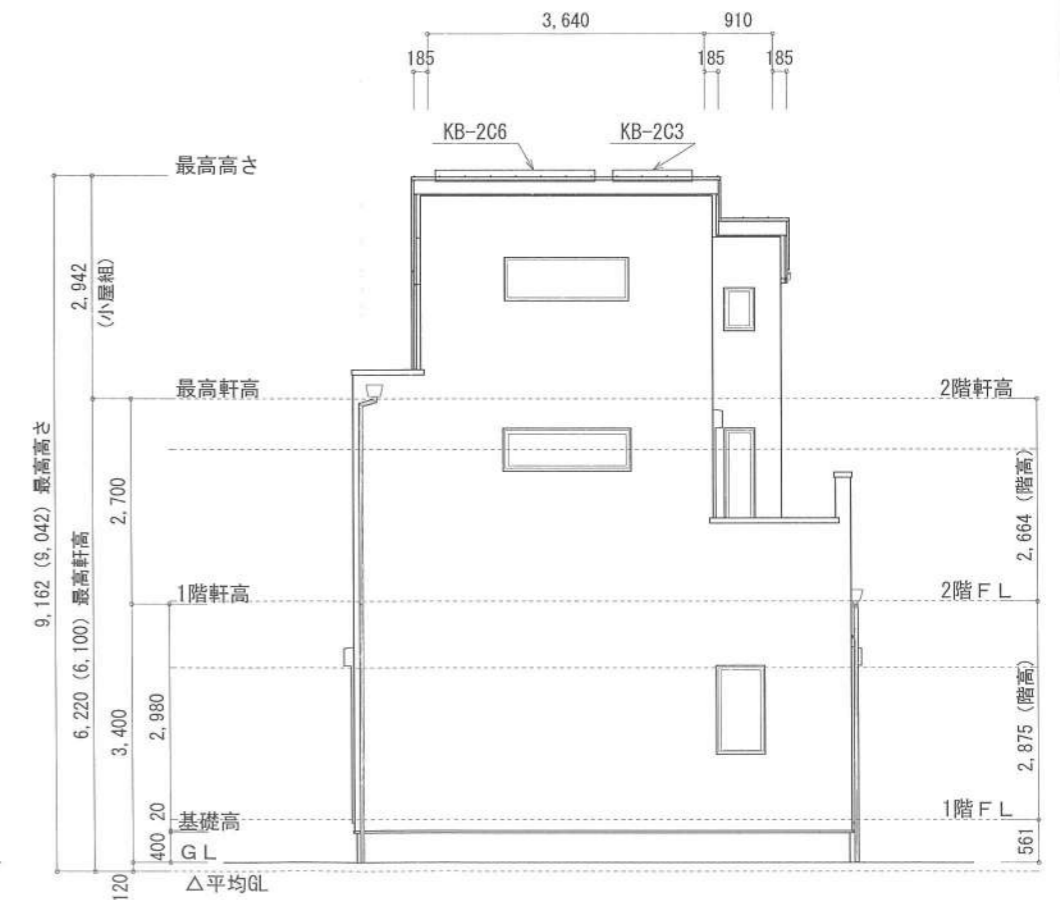 3,640
910
185
185
185
KB-2C6
KB-2C3
最高高さ
2,942
(小屋組)
最高軒高
2階軒高
9,162 (9,042) 最高高さ
6,220 (6,100) 最高軒高
2,700
2,664 (階高)
1階軒高
2階ＦＬ
3,400
2,980
2,875 (階高)
20
基礎高
1階ＦＬ
400
ＧＬ
561
120
△平均GL